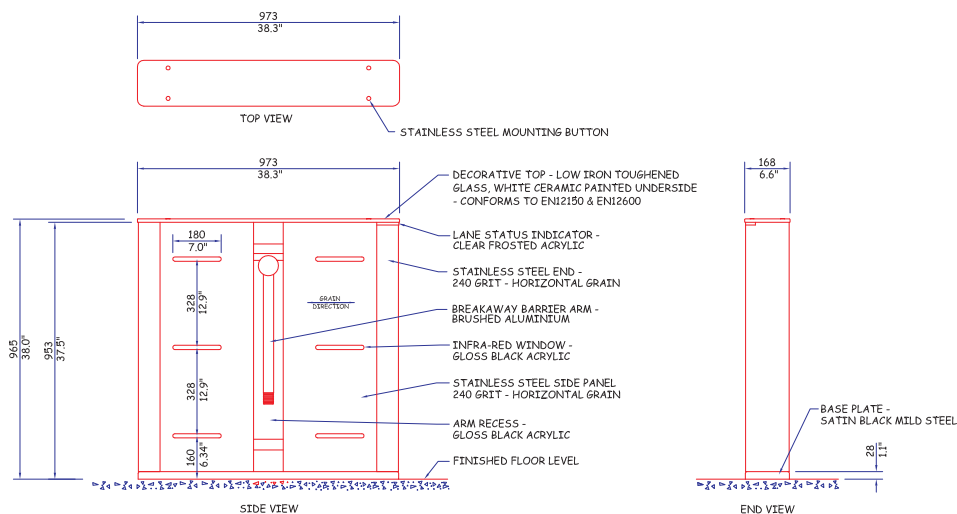 973
38.3"
TOP VIEW
STAINLESS STEEL MOUNTING BUTTON
973
38.3"
168
6.6"
DECORATIVE TOP - LOW IRON TOUGHENED
GLASS, WHITE CERAMIC PAINTED UNDERSIDE
- CONFORMS TO EN12150 & EN12600
LANE STATUS INDICATOR -
CLEAR FROSTED ACRYLIC
180
7.0"
STAINLESS STEEL END -
240 GRIT - HORIZONTAL GRAIN
328
12.9"
GRAIN
DIRECTION
BREAKAWAY BARRIER ARM -
BRUSHED ALUMINIUM
965
38.0"
953
37.5"
INFRA-RED WINDOW -
GLOSS BLACK ACRYLIC
328
12.9"
STAINLESS STEEL SIDE PANEL
240 GRIT - HORIZONTAL GRAIN
ARM RECESS -
GLOSS BLACK ACRYLIC
BASE PLATE -
SATIN BLACK MILD STEEL
160
6.34"
FINISHED FLOOR LEVEL
28
1.1"
SIDE VIEW
END VIEW